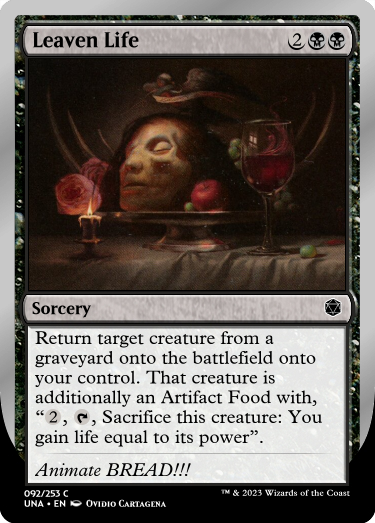 Leaven Life 2
Sorcery
Return target creature from a
graveyard onto the battlefield onto
your control. That creature is
additionally an Artifact Food with,
“2, , Sacrifice this creature: You
gain life equal to its power”.
Animate BREAD!!!
092/253 C
UNA • EN Ovidio Cartagena
™ & © 2023 Wizards of the Coast